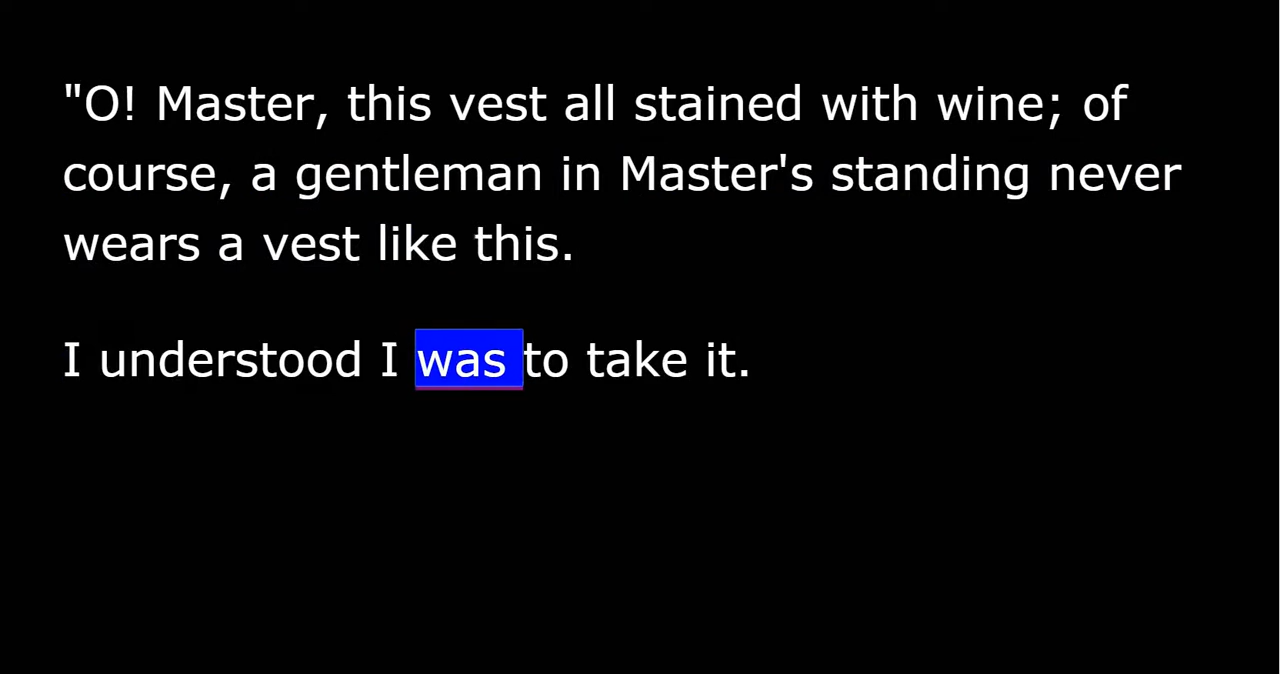 "O! Master, this vest all stained with wine; of
course, a gentleman in Master's standing never
wears a vest like this.
I understood I was to take it.